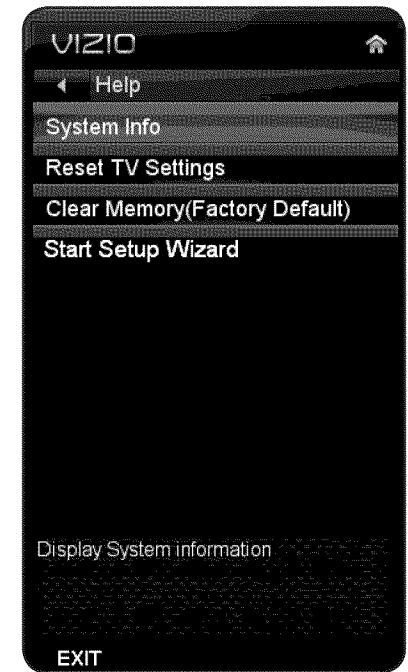 VIZIO
Help
System Info
Reset TV Settings
Clear Memory(Factory Default)
Start Setup Wizard
Display System information
EXIT